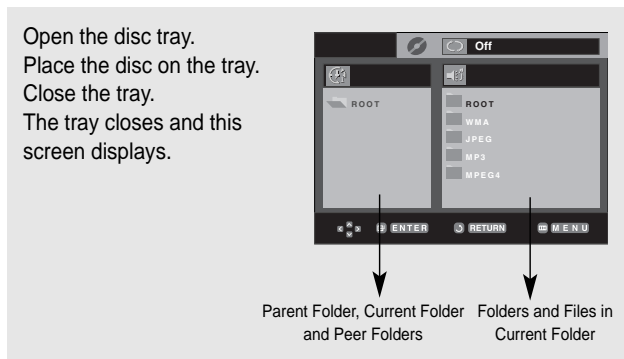 Open the disc tray.
Place the disc on the tray.
Close the tray.
The tray closes and this
screen displays.
Off
ROOT
ROOT
WMA
JPEG
MP3
MPEG4
ENTER RETURN MENU
Parent Folder, Current Folder
and Peer Folders
Folders and Files in
Current Folder